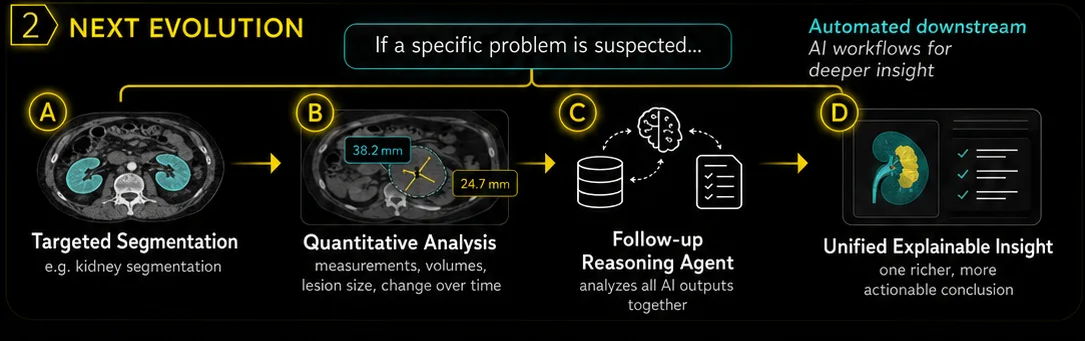 2
NEXT EVOLUTION
If a specific problem is suspected...
Automated downstream
AI workflows for
deeper insight
A
Targeted Segmentation
e.g. kidney segmentation
B
38.2 mm
24.7 mm
Quantitative Analysis
measurements, volumes,
lesion size, change over time
C
Follow-up
Reasoning Agent
analyzes all AI outputs
together
D
Unified Explainable Insight
one richer, more
actionable conclusion